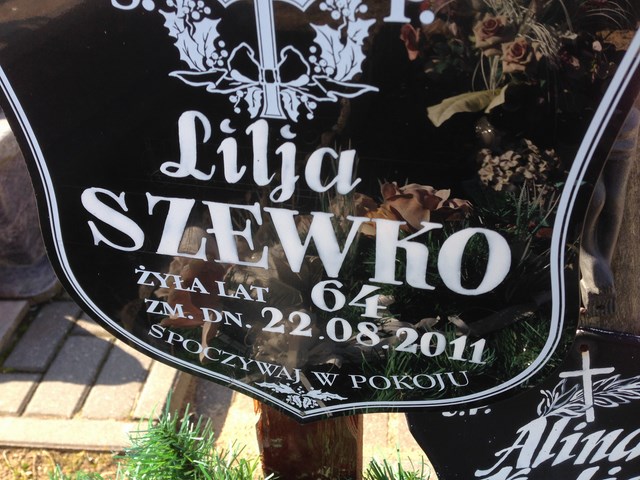 Ś. P.
Lilja
SZEWKO
ŻYŁA LAT 64
ZM. DN. 22.08.2011
SPOCZYWAJ W POKOJU
Ś.P.
Alina